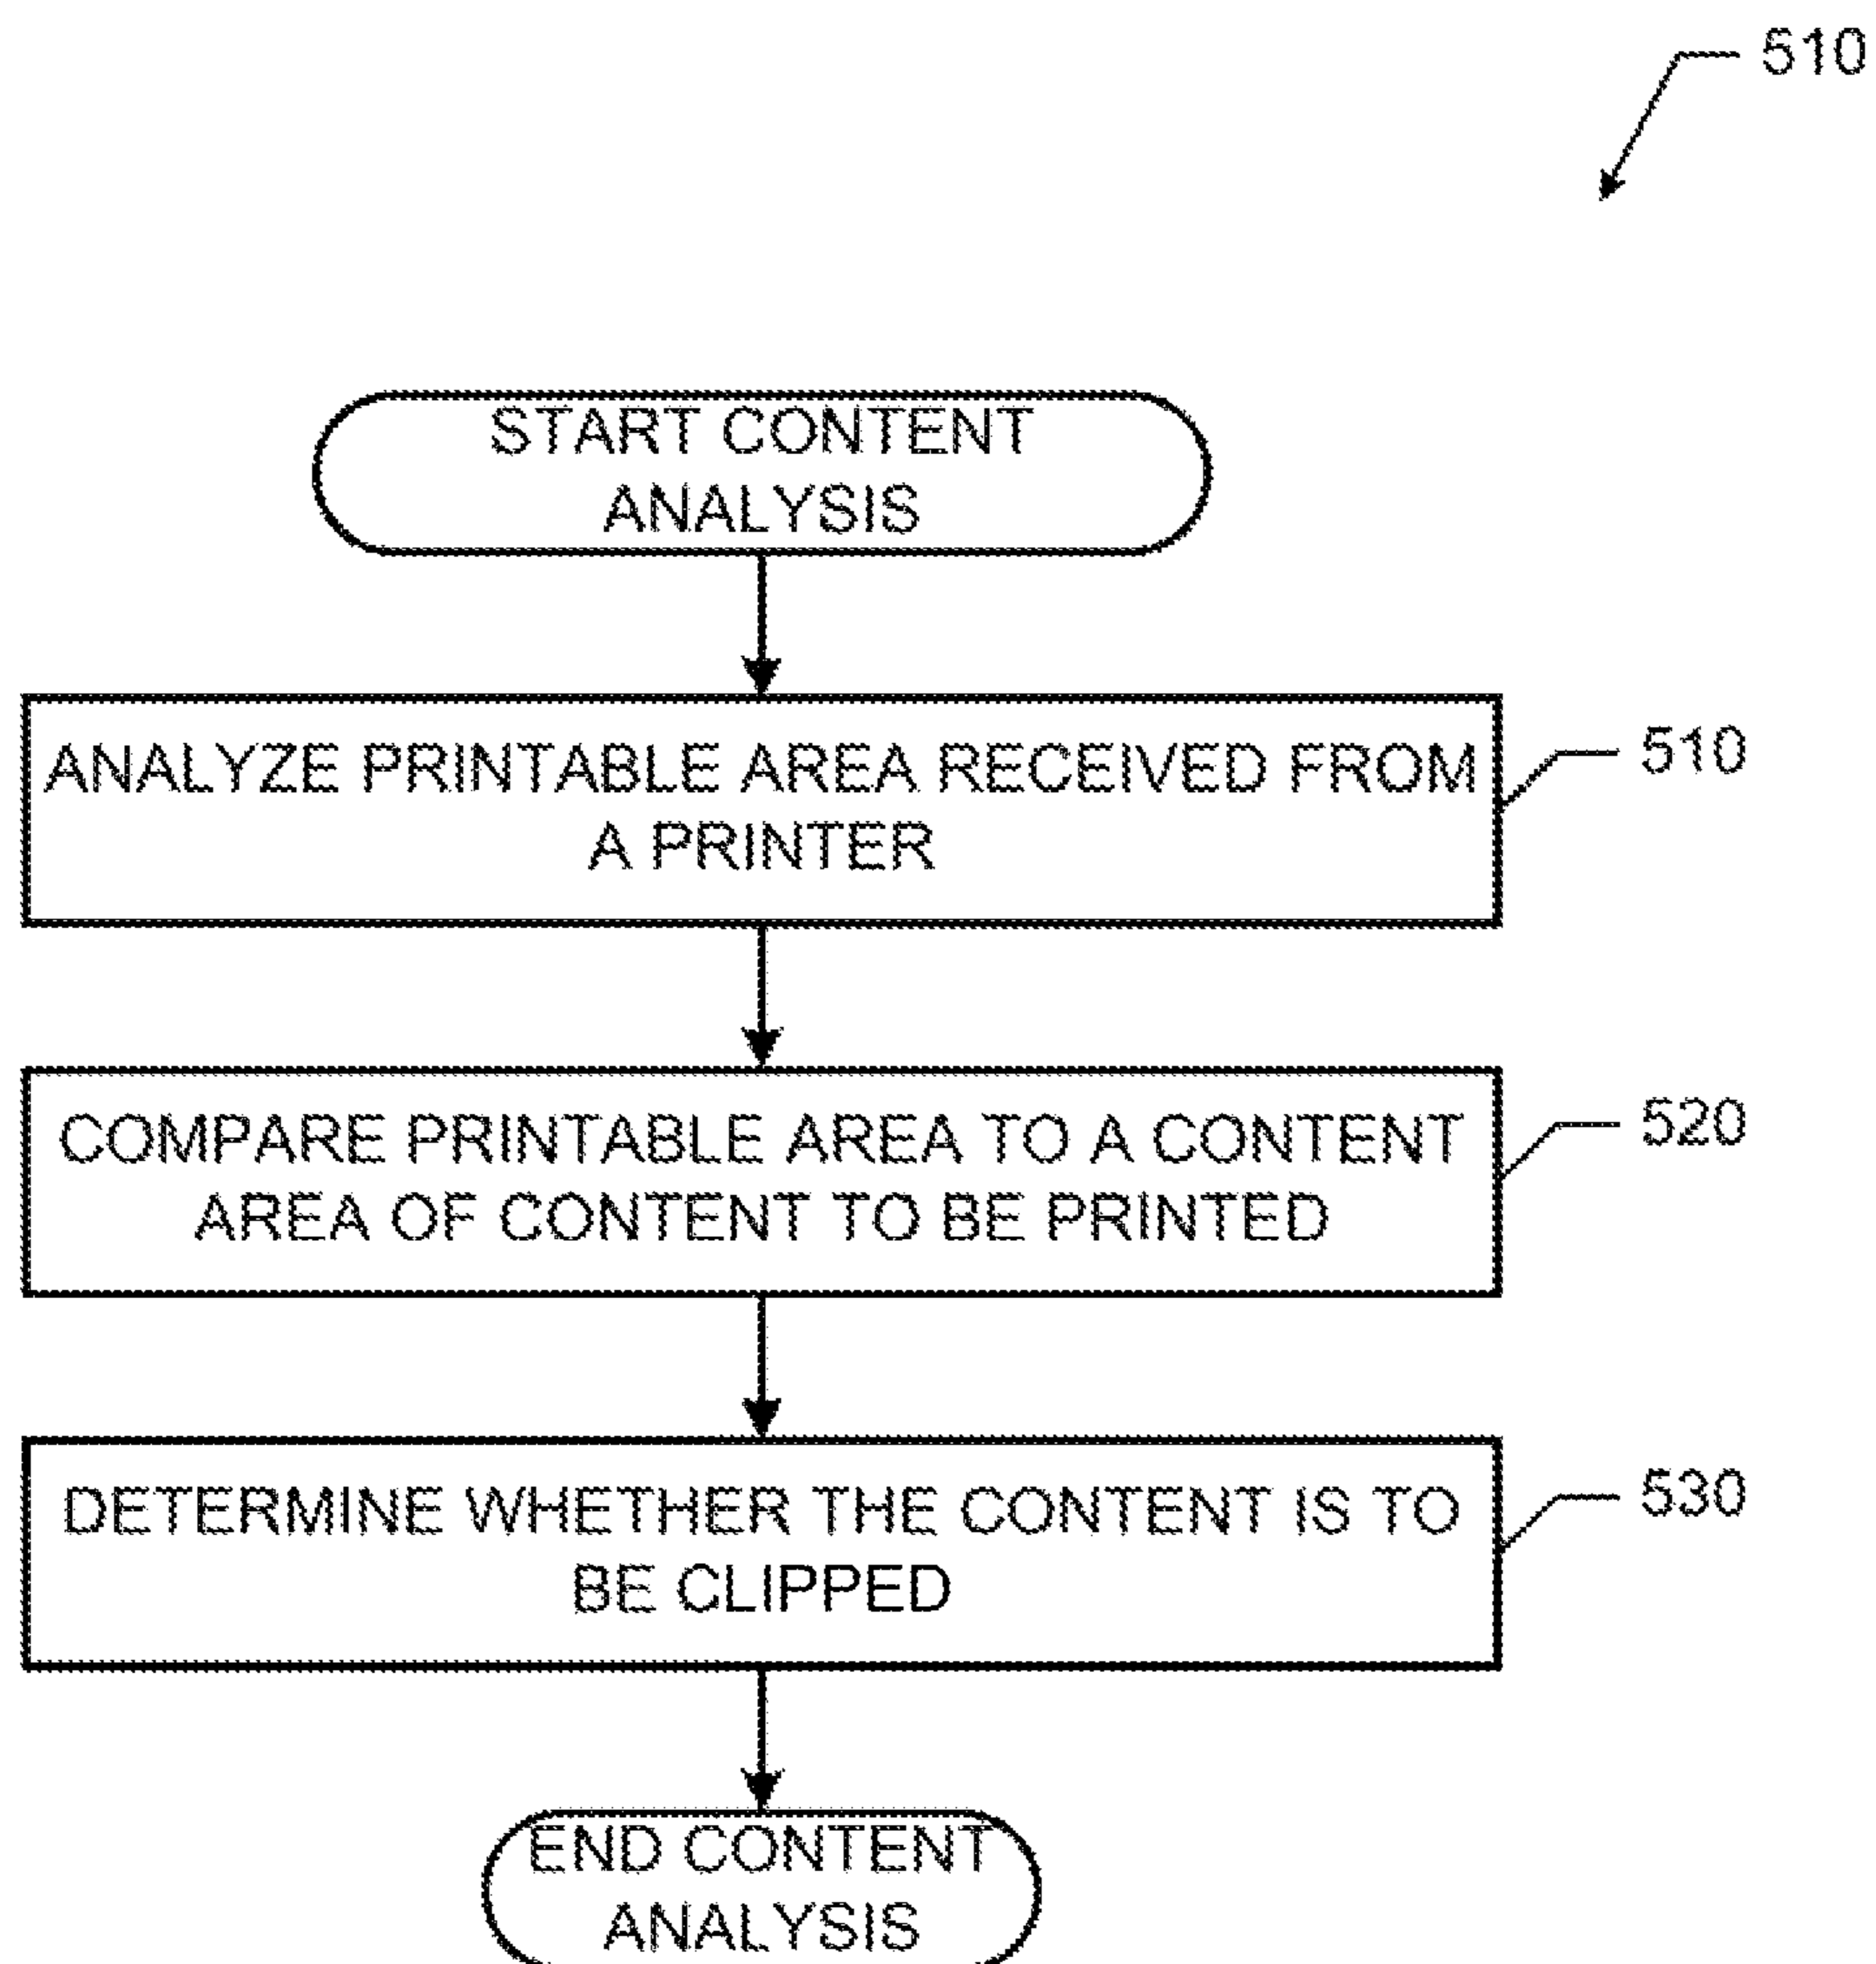 510
START CONTENT
ANALYSIS
ANALYZE PRINTABLE AREA RECEIVED FROM
A PRINTER
510
COMPARE PRINTABLE AREA TO A CONTENT
AREA OF CONTENT TO BE PRINTED
520
DETERMINE WHETHER THE CONTENT IS TO
BE CLIPPED
530
END CONTENT
ANALYSIS